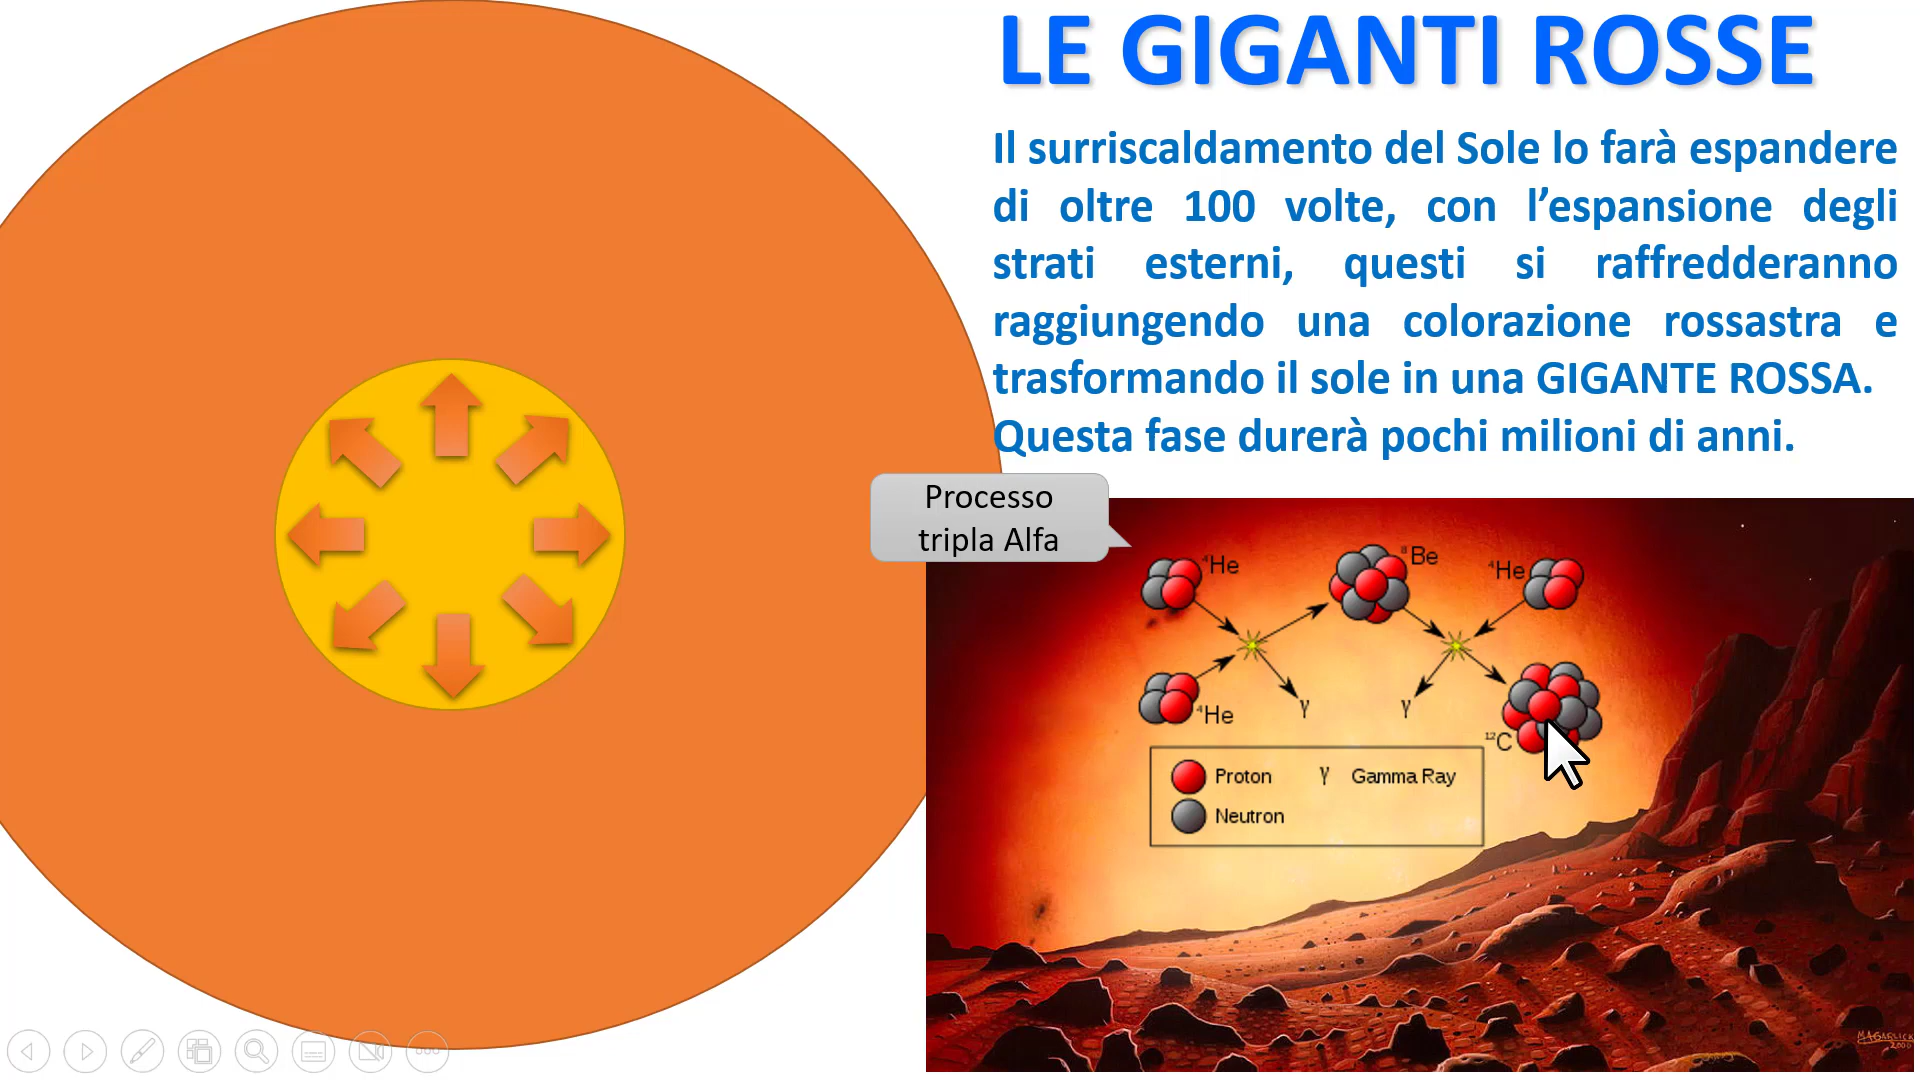 LE GIGANTI ROSSE
Il surriscaldamento del Sole lo farà espandere
di oltre 100 volte, con l’espansione degli
strati esterni, questi si raffredderanno
raggiungendo una colorazione rossastra e
trasformando il sole in una GIGANTE ROSSA.
Questa fase durerà pochi milioni di anni.
Processo
tripla Alfa
⁴He
⁸Be
⁴He
⁴He
γ
γ
¹²C
Proton
γ Gamma Ray
Neutron
M.A.GARLICK
2000